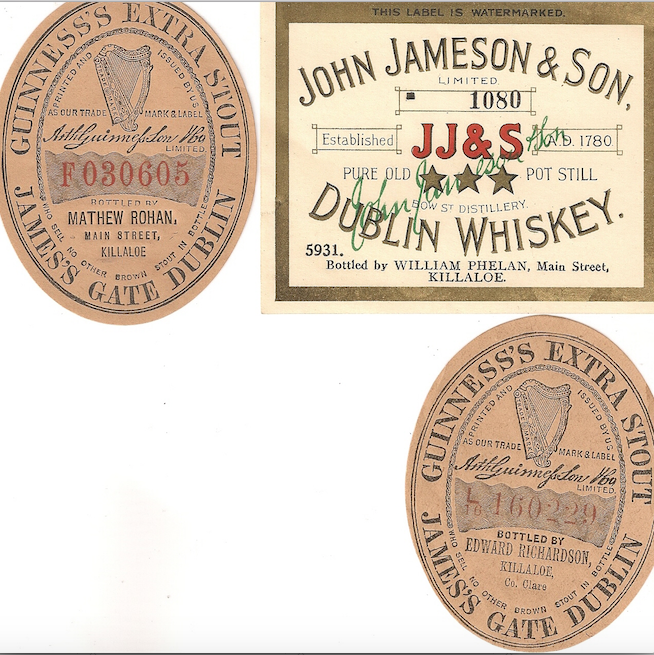 GUINNESS'S EXTRA STOUT
PRINTED AND ISSUED BY US
AS OUR TRADE MARK & LABEL
Arth Guinness Son & Co
LIMITED.
F030605
BOTTLED BY
MATHEW ROHAN,
MAIN STREET,
KILLALOE
WHO SELL NO OTHER BROWN STOUT IN BOTTLE
JAMES'S GATE DUBLIN
THIS LABEL IS WATERMARKED.
JOHN JAMESON & SON,
LIMITED.
1080
Established JJ&S A.D. 1780.
John Jameson & Son
PURE OLD ★★★ POT STILL
BOW ST DISTILLERY.
DUBLIN WHISKEY.
5931.
Bottled by WILLIAM PHELAN, Main Street,
KILLALOE.
GUINNESS'S EXTRA STOUT
PRINTED AND ISSUED BY US
AS OUR TRADE MARK & LABEL
TRADE MARK
Arth Guinness Son & Co
LIMITED.
L/O 160229
BOTTLED BY
EDWARD RICHARDSON,
KILLALOE,
Co. Clare
WHO SELL NO OTHER BROWN STOUT IN BOTTLE
JAMES'S GATE DUBLIN